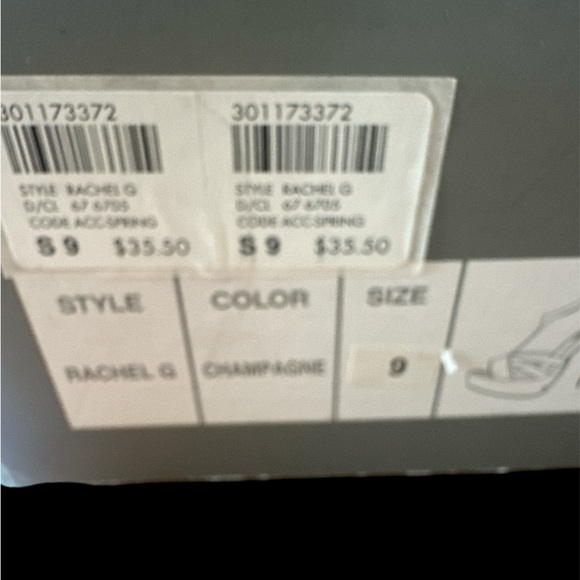 301173372 301173372
STYLE RACHEL G STYLE RACHEL G
D/CL 67 6705 D/CL 67 6705
CODE ACC-SPRING CODE ACC-SPRING
S 9 $35.50 S 9 $35.50
STYLE COLOR SIZE
RACHEL G CHAMPAGNE 9